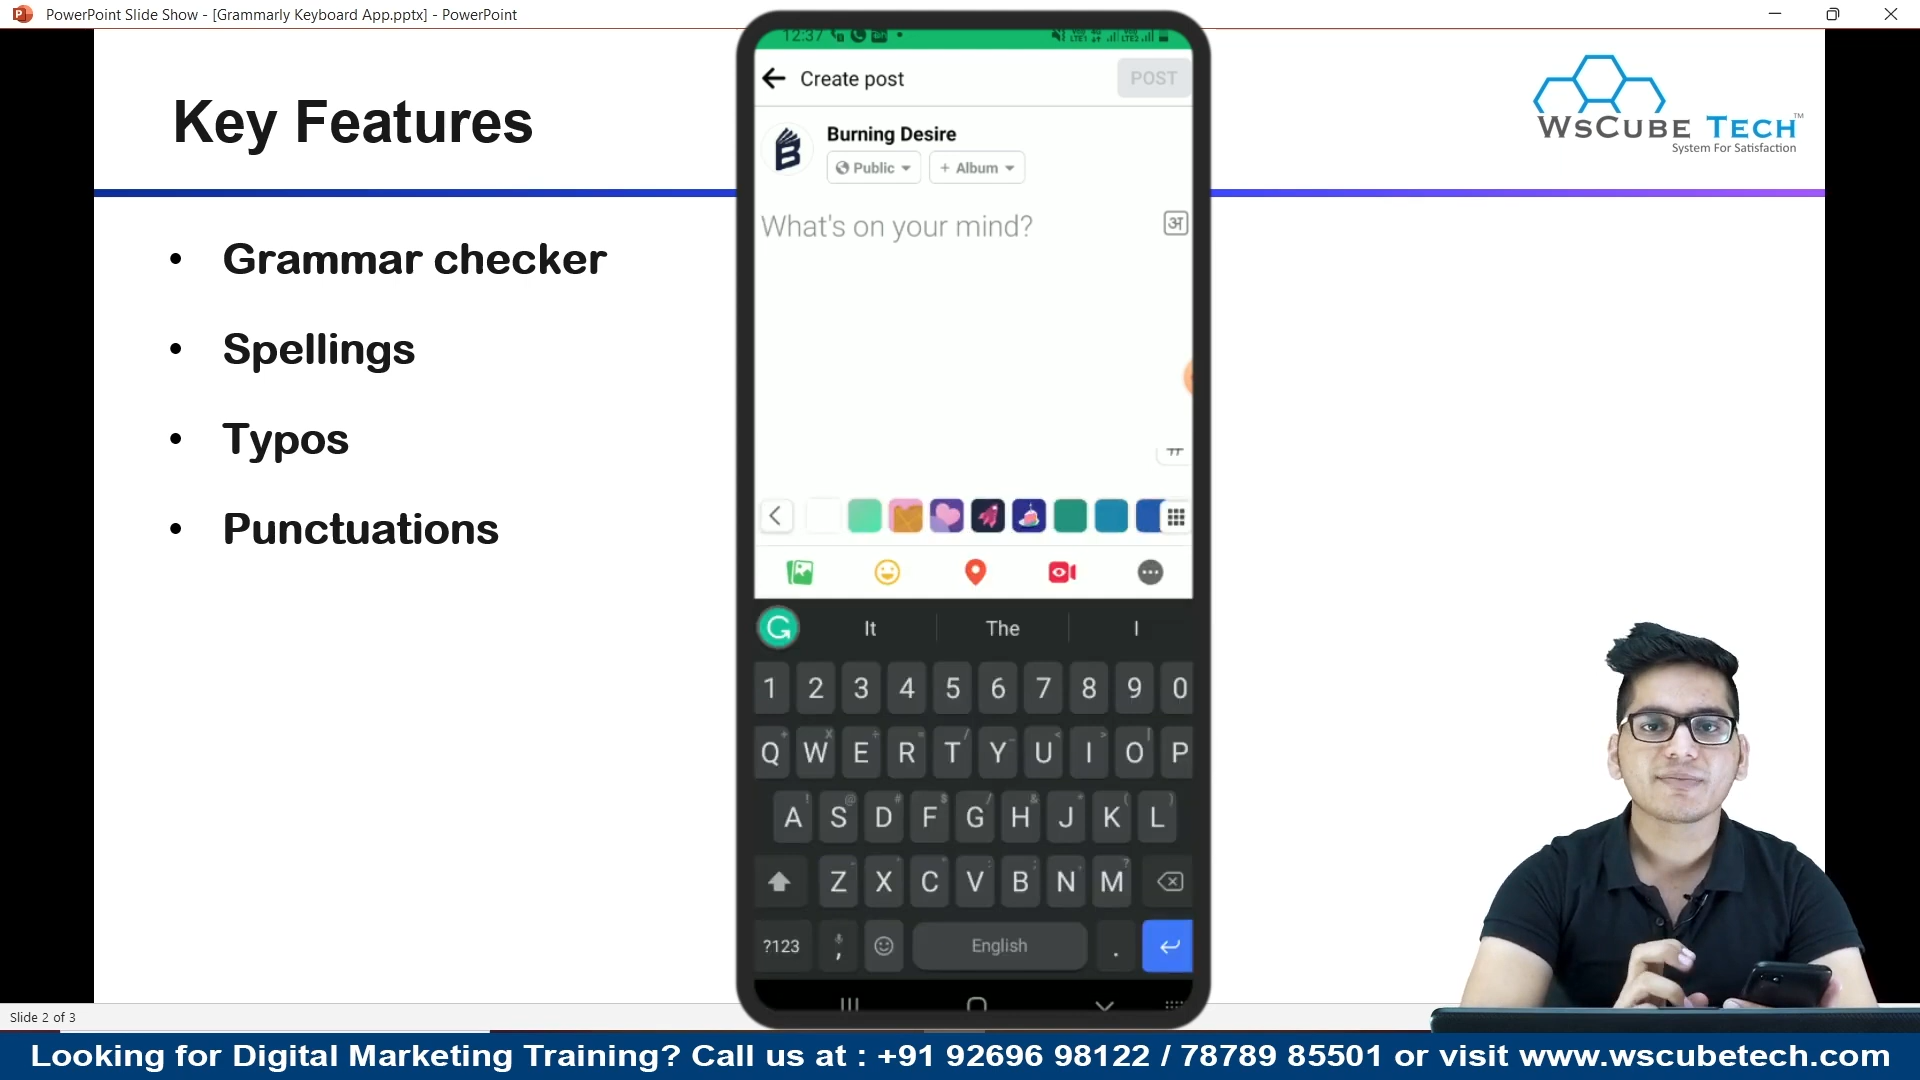 PowerPoint Slide Show - [Grammarly Keyboard App.pptx] - PowerPoint
Key Features
WsCube Tech™
System For Satisfaction
• Grammar checker
• Spellings
• Typos
• Punctuations
12:37
Create post
POST
Burning Desire
Public
+ Album
What's on your mind?
अ
It The I
1 2 3 4 5 6 7 8 9 0
Q W E R T Y U I O P
A S D F G H J K L
Z X C V B N M
?123 , English .
Slide 2 of 3
Looking for Digital Marketing Training? Call us at : +91 92696 98122 / 78789 85501 or visit www.wscubetech.com